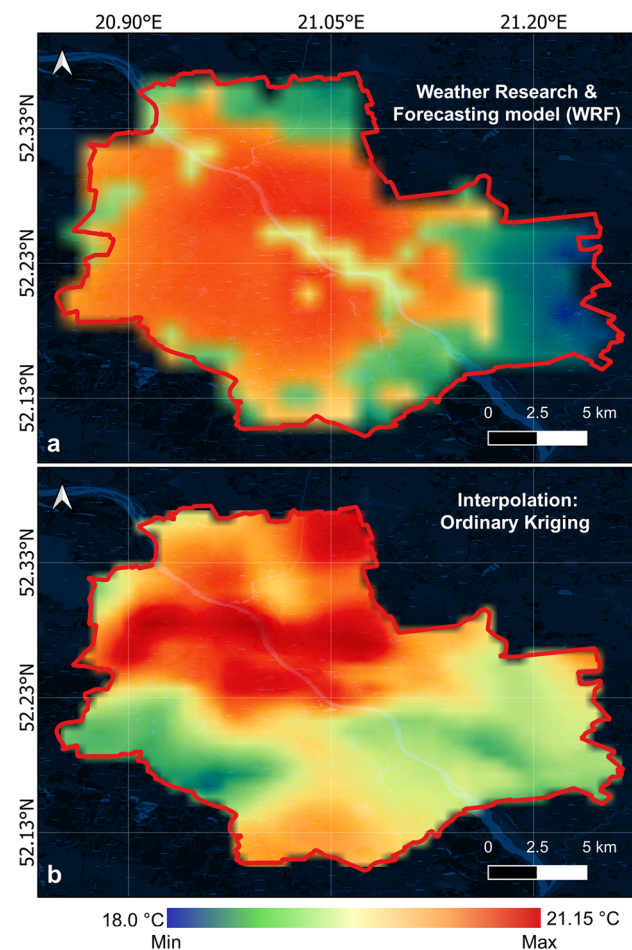 20.90°E 21.05°E 21.20°E
Weather Research &
Forecasting model (WRF)
52.33°N
52.23°N
52.13°N
0 2.5 5 km
a
Interpolation:
Ordinary Kriging
52.33°N
52.23°N
52.13°N
0 2.5 5 km
b
18.0 °C 21.15 °C
Min Max